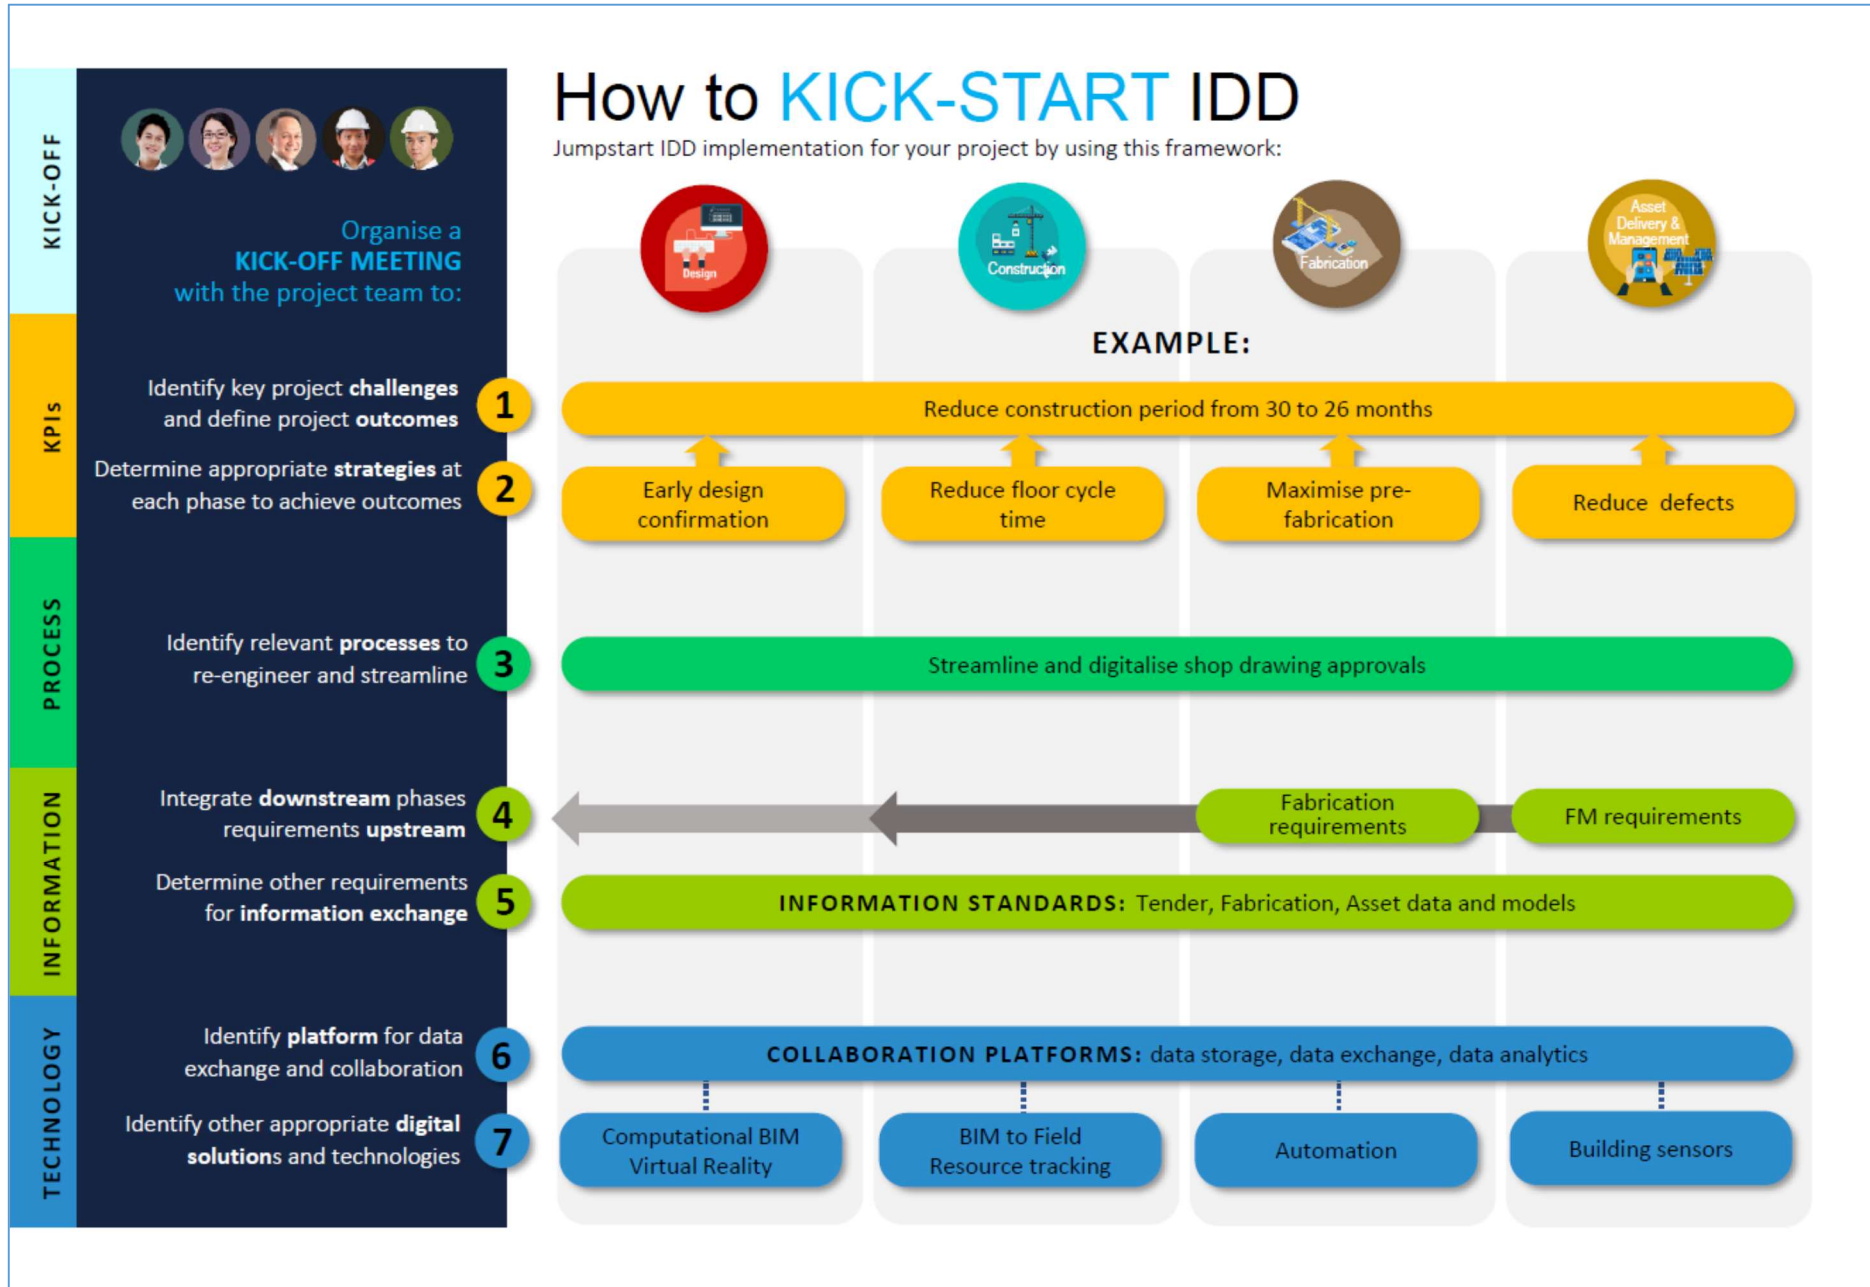 How to KICK-START IDD
Jumpstart IDD implementation for your project by using this framework:
KICK-OFF
Organise a
KICK-OFF MEETING
with the project team to:
Design
Construction
Fabrication
Asset
Delivery &
Management
EXAMPLE:
KPIs
Identify key project challenges
and define project outcomes
1
Reduce construction period from 30 to 26 months
Determine appropriate strategies at
each phase to achieve outcomes
2
Early design
confirmation
Reduce floor cycle
time
Maximise pre-
fabrication
Reduce defects
PROCESS
Identify relevant processes to
re-engineer and streamline
3
Streamline and digitalise shop drawing approvals
INFORMATION
Integrate downstream phases
requirements upstream
4
Fabrication
requirements
FM requirements
Determine other requirements
for information exchange
5
INFORMATION STANDARDS: Tender, Fabrication, Asset data and models
TECHNOLOGY
Identify platform for data
exchange and collaboration
6
COLLABORATION PLATFORMS: data storage, data exchange, data analytics
Identify other appropriate digital
solutions and technologies
7
Computational BIM
Virtual Reality
BIM to Field
Resource tracking
Automation
Building sensors